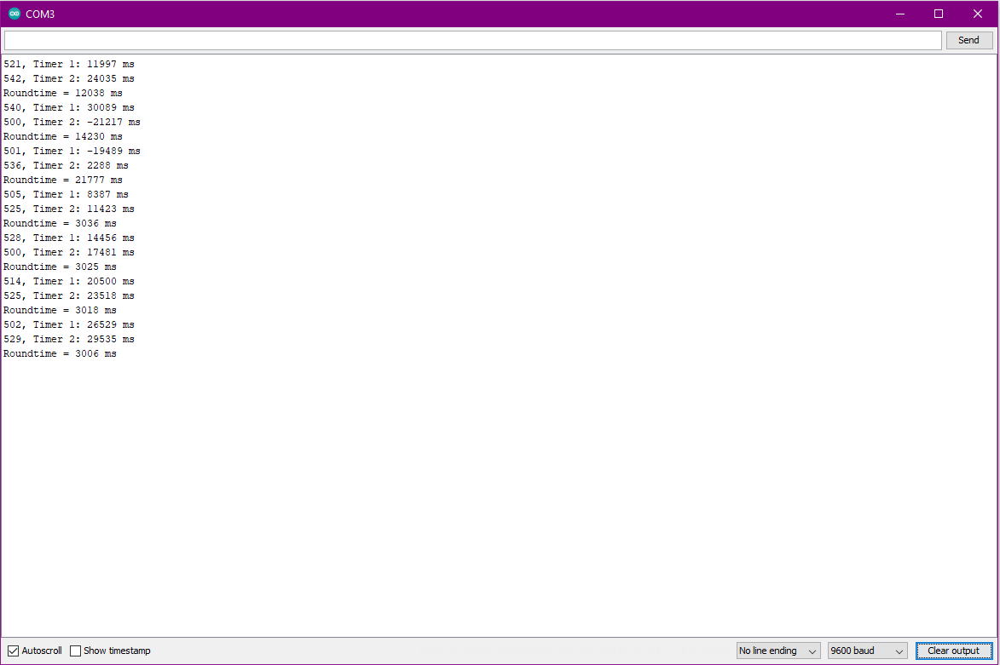 COM3
Send
521, Timer 1: 11997 ms
542, Timer 2: 24035 ms
Roundtime = 12038 ms
540, Timer 1: 30089 ms
500, Timer 2: -21217 ms
Roundtime = 14230 ms
501, Timer 1: -19489 ms
536, Timer 2: 2288 ms
Roundtime = 21777 ms
505, Timer 1: 8387 ms
525, Timer 2: 11423 ms
Roundtime = 3036 ms
528, Timer 1: 14456 ms
500, Timer 2: 17481 ms
Roundtime = 3025 ms
514, Timer 1: 20500 ms
525, Timer 2: 23518 ms
Roundtime = 3018 ms
502, Timer 1: 26529 ms
529, Timer 2: 29535 ms
Roundtime = 3006 ms
Autoscroll Show timestamp No line ending 9600 baud Clear output